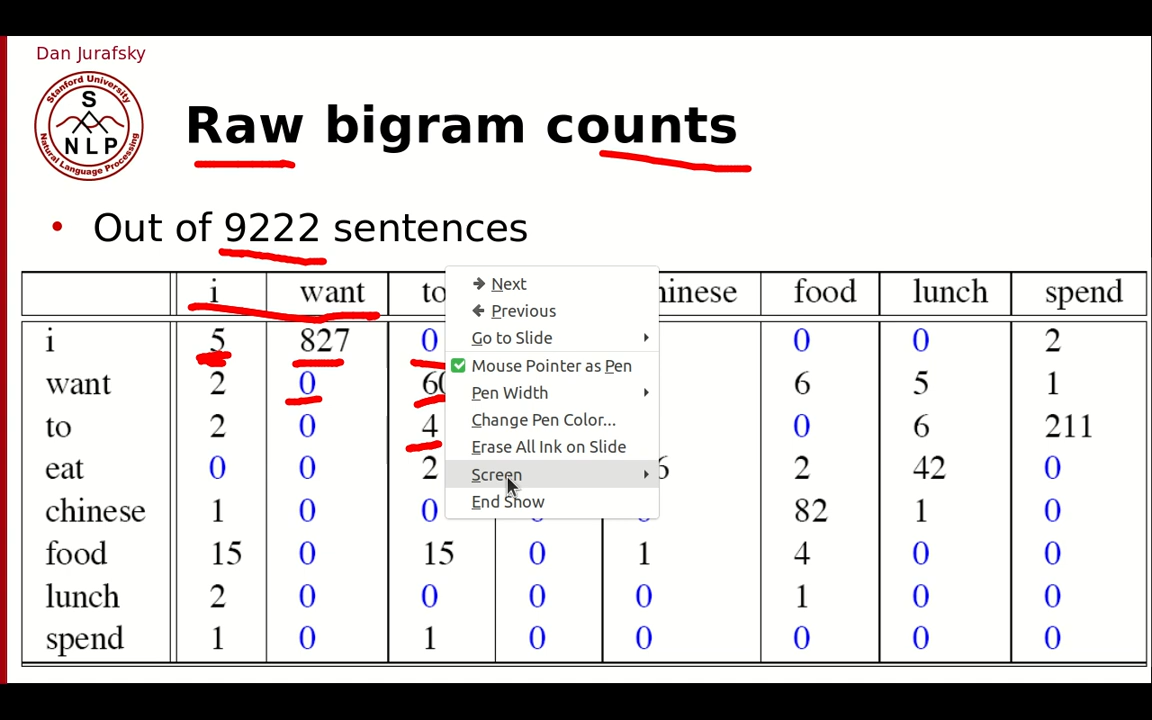 Dan Jurafsky
Stanford University
S
N L P
Natural Language Processing
Raw bigram counts
• Out of 9222 sentences
i want to hinese food lunch spend
i 5 827 0 0 0 2
want 2 0 60 6 5 1
to 2 0 4 0 6 211
eat 0 0 2 6 2 42 0
chinese 1 0 0 82 1 0
food 15 0 15 0 1 4 0 0
lunch 2 0 0 0 0 1 0 0
spend 1 0 1 0 0 0 0 0
Next
Previous
Go to Slide
Mouse Pointer as Pen
Pen Width
Change Pen Color...
Erase All Ink on Slide
Screen
End Show